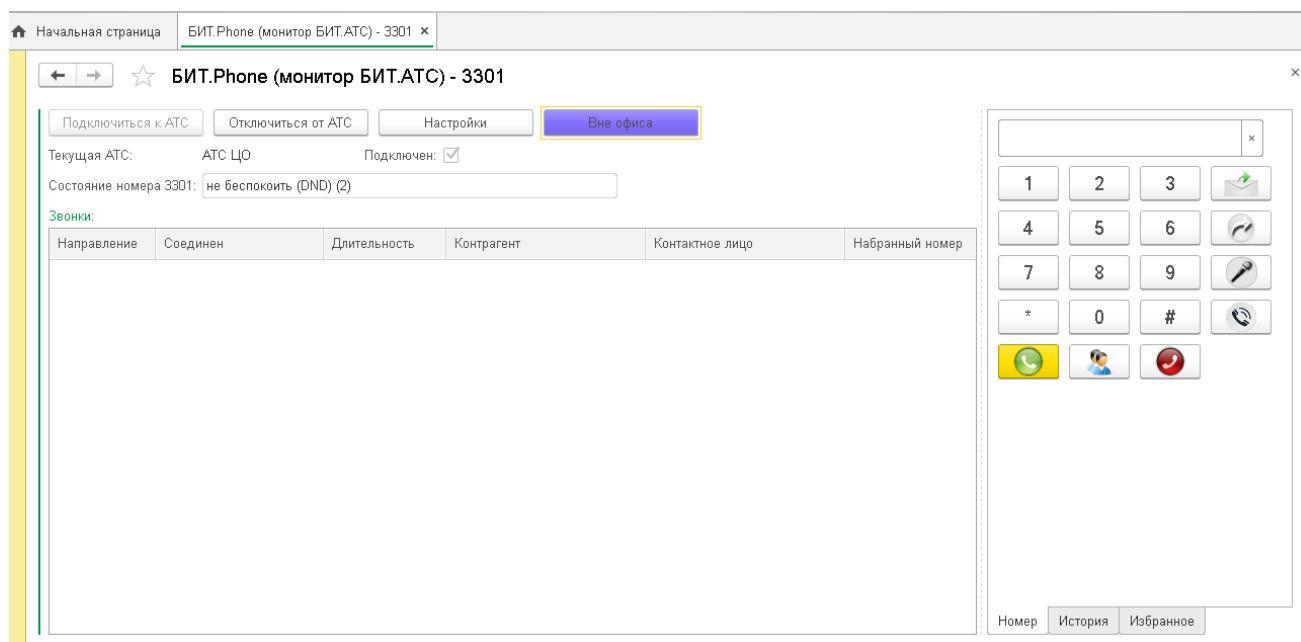 Начальная страница
БИТ.Phone (монитор БИТ.АТС) - 3301 ×
БИТ.Phone (монитор БИТ.АТС) - 3301
Подключиться к АТС Отключиться от АТС Настройки Вне офиса
Текущая АТС: АТС ЦО Подключен:
Состояние номера 3301: не беспокоить (DND) (2)
Звонки:
Направление Соединен Длительность Контрагент Контактное лицо Набранный номер
1 2 3
4 5 6
7 8 9
* 0 #
Номер История Избранное